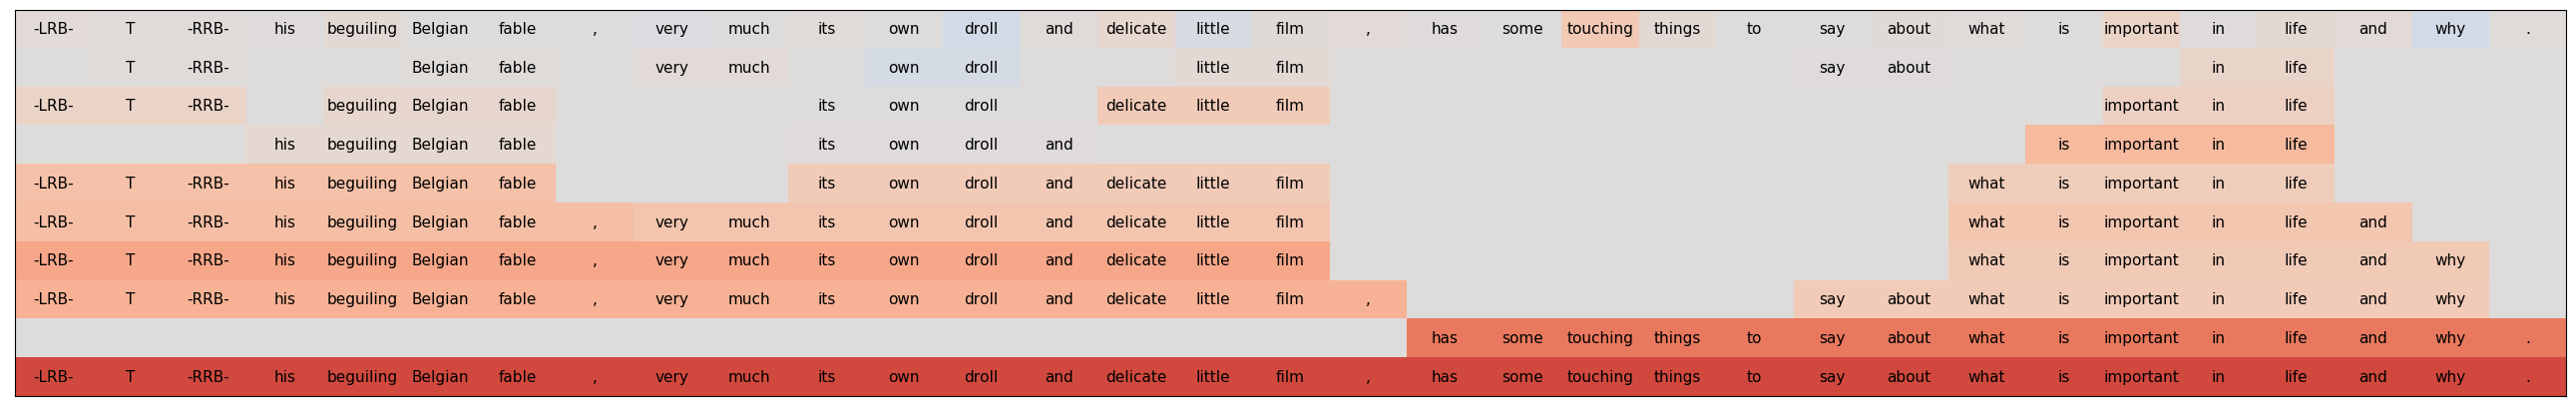 -LRB- T -RRB- his beguiling Belgian fable , very much its own droll and delicate little film , has some touching things to say about what is important in life and why .
T -RRB- Belgian fable very much own droll little film say about in life
-LRB- T -RRB- beguiling Belgian fable its own droll delicate little film important in life
his beguiling Belgian fable its own droll and is important in life
-LRB- T -RRB- his beguiling Belgian fable its own droll and delicate little film what is important in life
-LRB- T -RRB- his beguiling Belgian fable , very much its own droll and delicate little film what is important in life and
-LRB- T -RRB- his beguiling Belgian fable , very much its own droll and delicate little film what is important in life and why
-LRB- T -RRB- his beguiling Belgian fable , very much its own droll and delicate little film , say about what is important in life and why
has some touching things to say about what is important in life and why .
-LRB- T -RRB- his beguiling Belgian fable , very much its own droll and delicate little film , has some touching things to say about what is important in life and why .